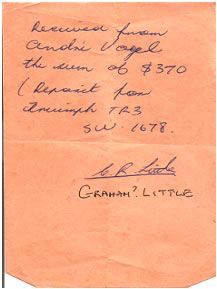 Received from
André Vogel
the sum of $370
( Deposit for
Triumph TR3
SW 1678.
G R Little
GRAHAM? LITTLE